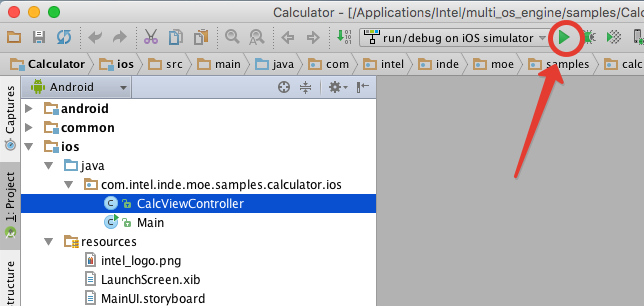 Calculator - [/Applications/Intel/multi_os_engine/samples/Calc
run/debug on iOS simulator
Calculator ios src main java com intel inde moe samples calc
Captures
1: Project
Structure
Android
android
common
ios
java
com.intel.inde.moe.samples.calculator.ios
CalcViewController
Main
resources
intel_logo.png
LaunchScreen.xib
MainUI.storyboard